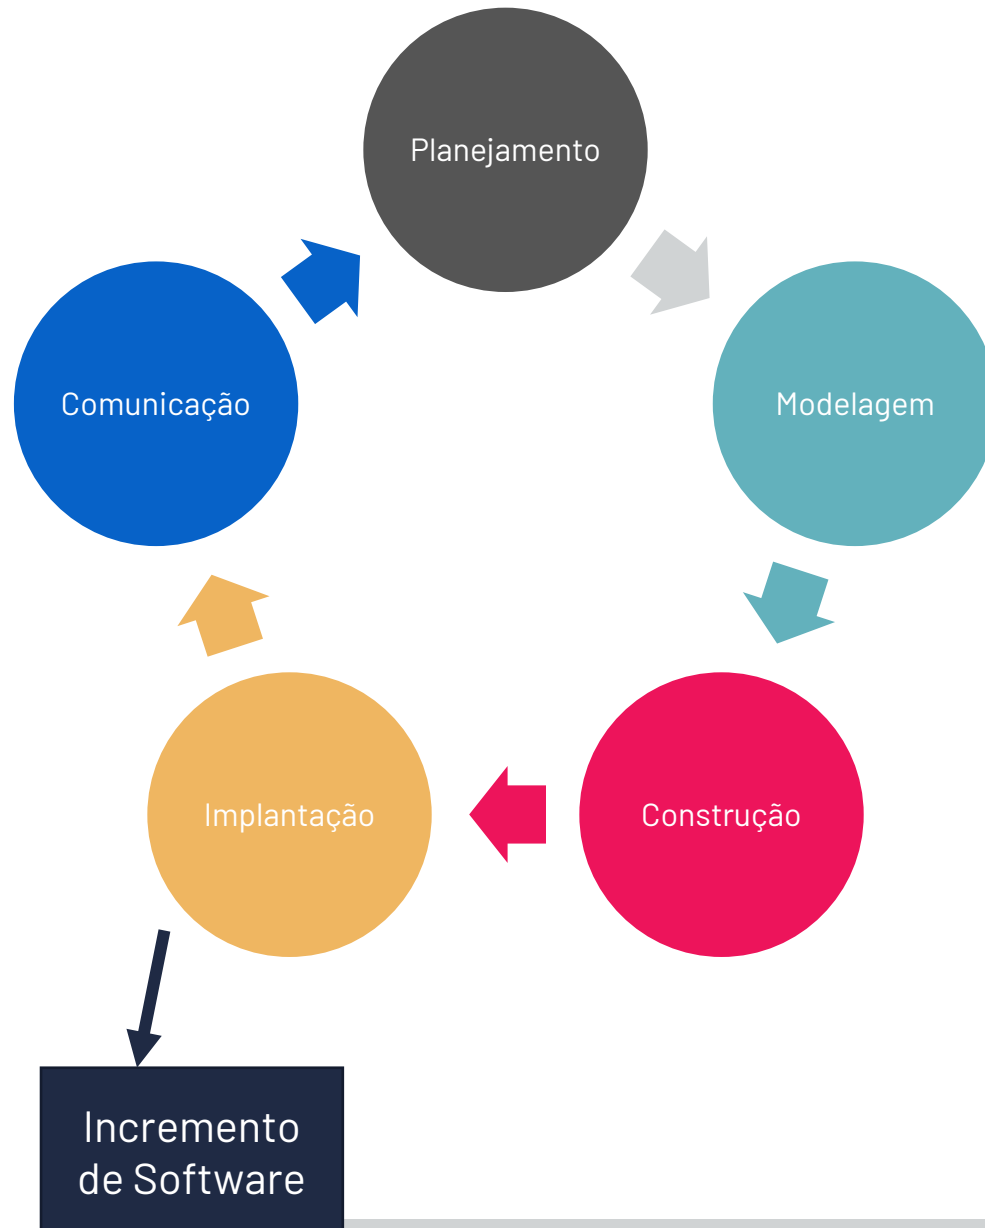 Planejamento
Comunicação
Modelagem
Implantação
Construção
Incremento
de Software